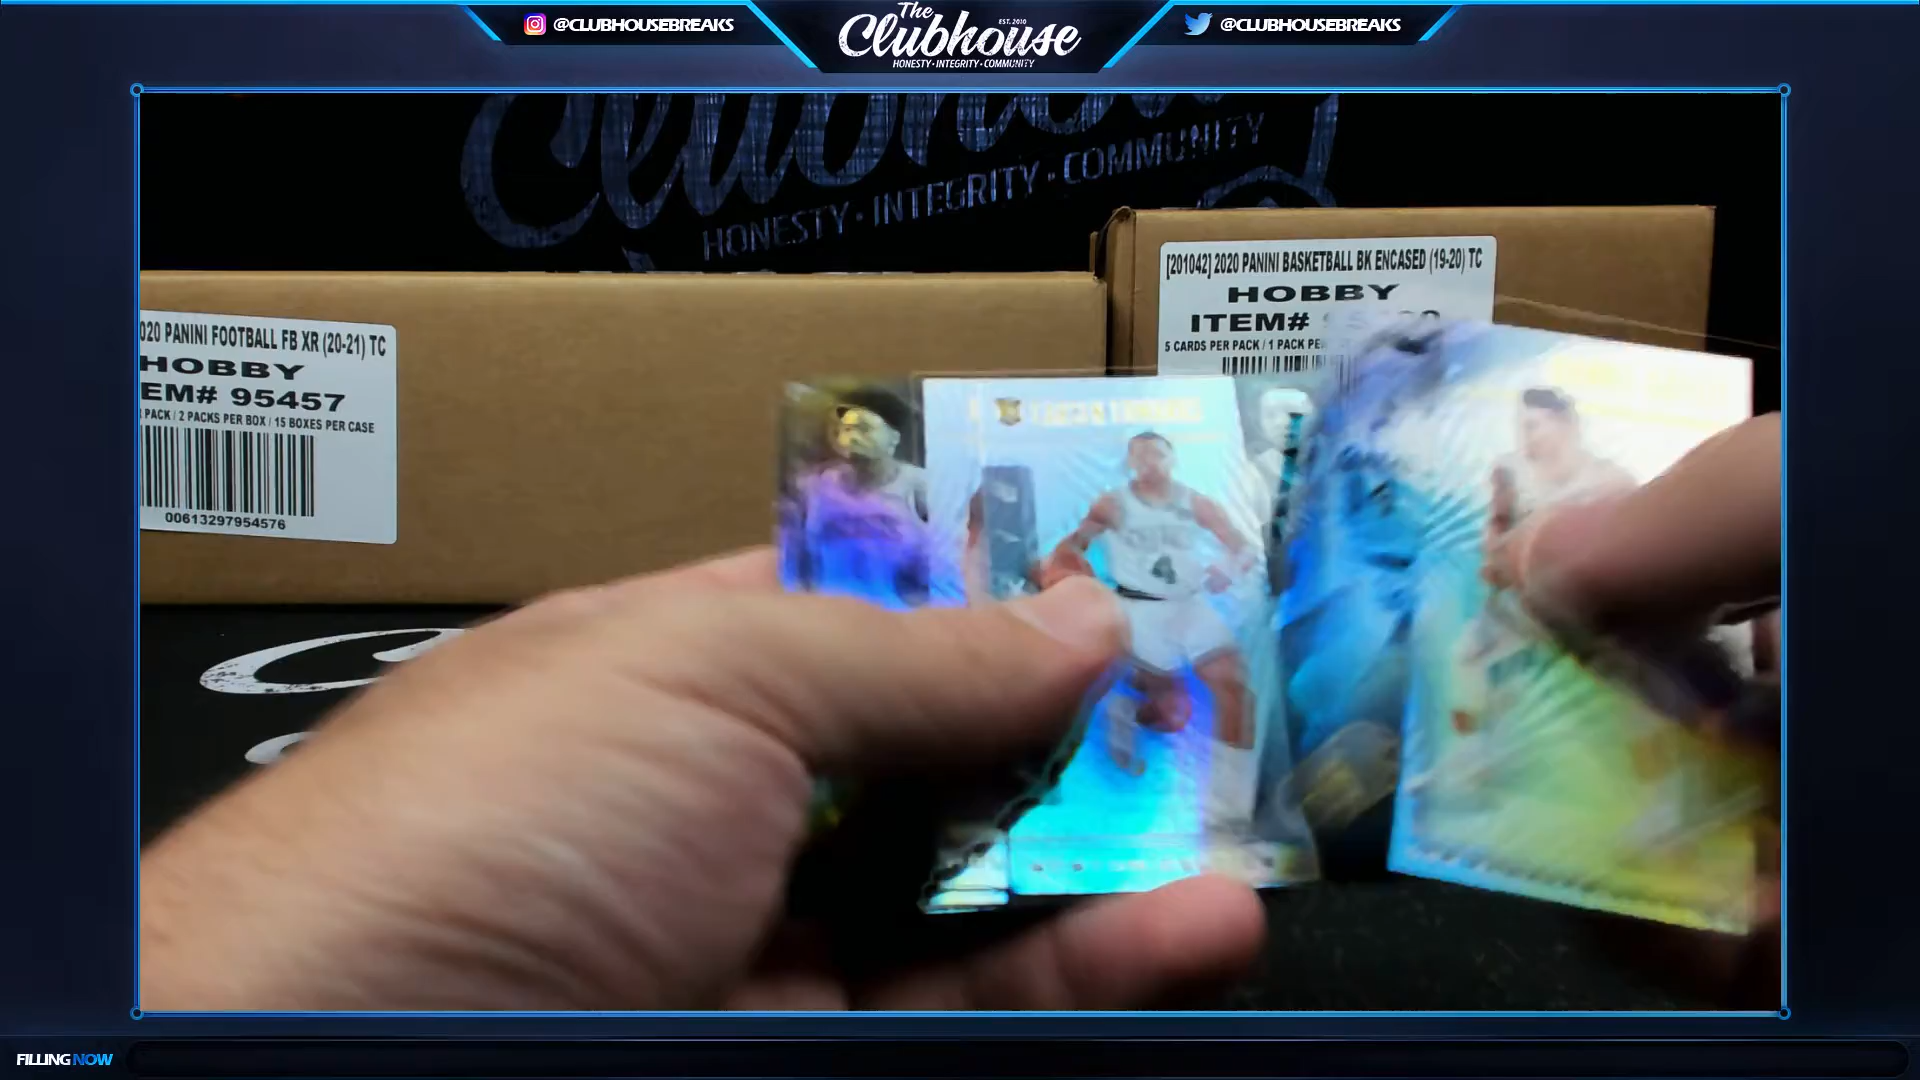 @CLUBHOUSEBREAKS
The
Clubhouse
EST. 2010
HONESTY • INTEGRITY • COMMUNITY
@CLUBHOUSEBREAKS
HONESTY • INTEGRITY • COMMUNITY
[201042] 2020 PANINI BASKETBALL BK ENCASED (19-20) TC
HOBBY
ITEM#
5 CARDS PER PACK / 1 PACK PE
020 PANINI FOOTBALL FB XR (20-21) TC
HOBBY
EM# 95457
PACK / 2 PACKS PER BOX / 15 BOXES PER CASE
00613297954576
4
FILLING NOW